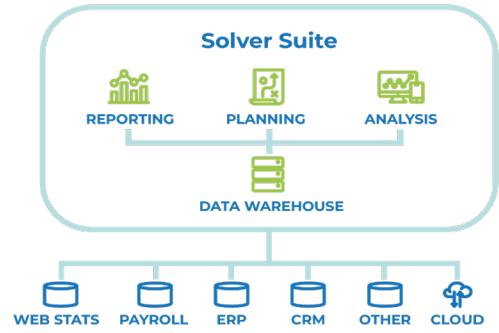 Solver Suite
REPORTING PLANNING ANALYSIS
DATA WAREHOUSE
WEB STATS PAYROLL ERP CRM OTHER CLOUD